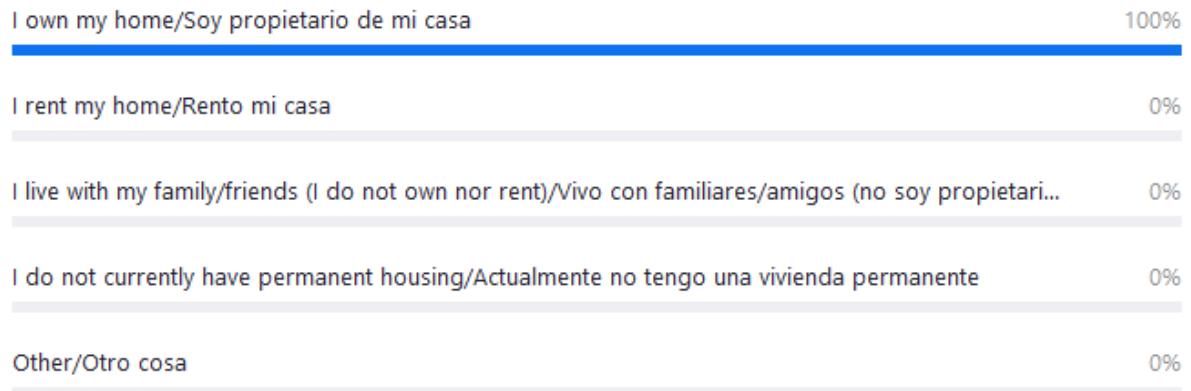 I own my home/Soy propietario de mi casa 100%
I rent my home/Rento mi casa 0%
I live with my family/friends (I do not own nor rent)/Vivo con familiares/amigos (no soy propietari... 0%
I do not currently have permanent housing/Actualmente no tengo una vivienda permanente 0%
Other/Otro cosa 0%